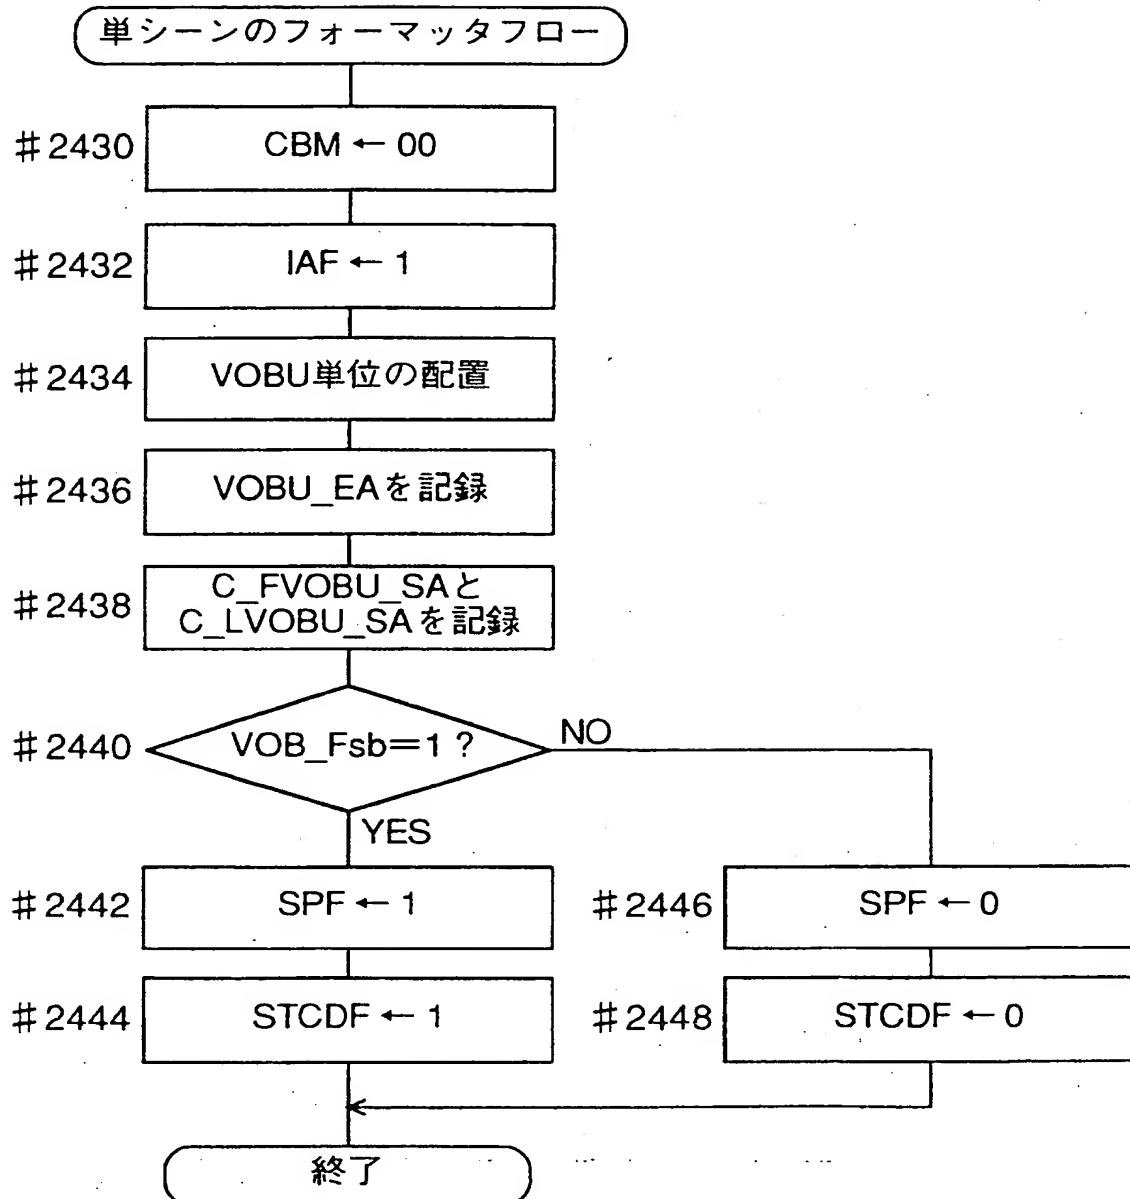 単シーンのフォーマッタフロー
#2430
CBM ← 00
#2432
IAF ← 1
#2434
VOBU単位の配置
#2436
VOBU_EAを記録
#2438
C_FVOBU_SAと
C_LVOBU_SAを記録
#2440
VOB_Fsb=1?
NO
YES
#2442
SPF ← 1
#2446
SPF ← 0
#2444
STCDF ← 1
#2448
STCDF ← 0
終了